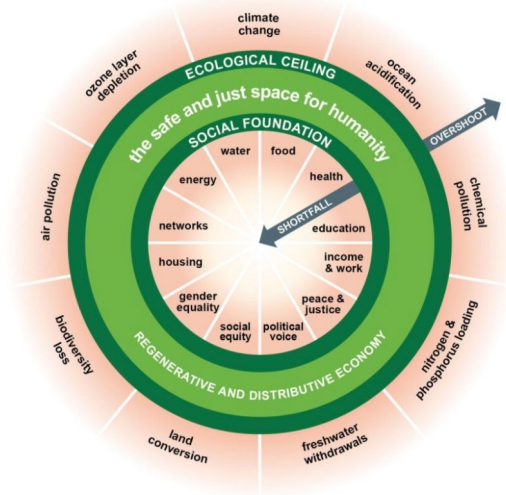 climate
change
ozone layer
depletion
ocean
acidification
ECOLOGICAL CEILING
OVERSHOOT
the safe and just space for humanity
SOCIAL FOUNDATION
water
food
energy
health
air pollution
chemical
pollution
networks
SHORTFALL
education
housing
income
& work
gender
equality
peace &
justice
social
equity
political
voice
biodiversity
loss
nitrogen &
phosphorus loading
REGENERATIVE AND DISTRIBUTIVE ECONOMY
land
conversion
freshwater
withdrawals